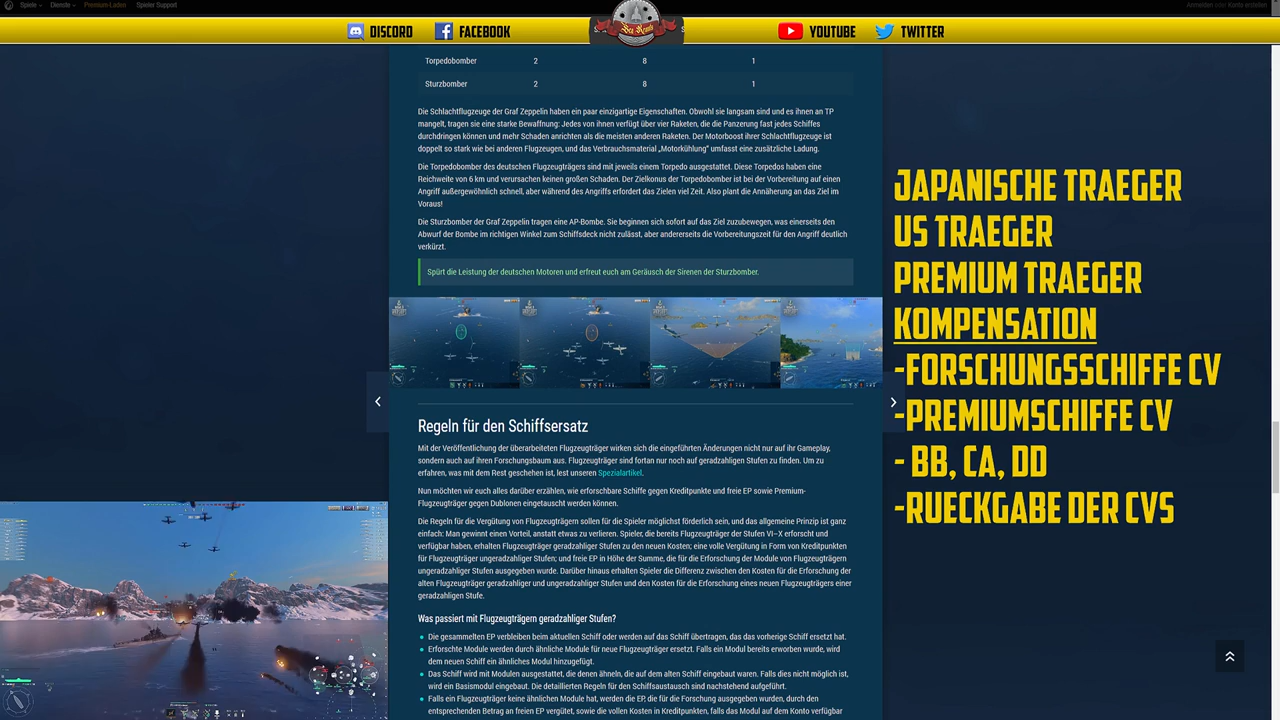 Spiele
Dienste
Premium-Laden
Spieler Support
Anmelden oder Konto erstellen
DISCORD
FACEBOOK
YOUTUBE
TWITTER
Torpedobomber 2 8 1
Sturzbomber 2 8 1
Die Schlachtflugzeuge der Graf Zeppelin haben ein paar einzigartige Eigenschaften. Obwohl sie langsam sind und es ihnen an TP
mangelt, tragen sie eine starke Bewaffnung: Jedes von ihnen verfügt über vier Raketen, die die Panzerung fast jedes Schiffes
durchdringen können und mehr Schaden anrichten als die meisten anderen Raketen. Der Motorboost ihrer Schlachtflugzeuge ist
doppelt so stark wie bei anderen Flugzeugen, und das Verbrauchsmaterial „Motorkühlung“ umfasst eine zusätzliche Ladung.
Die Torpedobomber des deutschen Flugzeugträgers sind mit jeweils einem Torpedo ausgestattet. Diese Torpedos haben eine
Reichweite von 6 km und verursachen keinen großen Schaden. Der Zielkonus der Torpedobomber ist bei der Vorbereitung auf einen
Angriff außergewöhnlich schnell, aber während des Angriffs erfordert das Zielen viel Zeit. Also plant die Annäherung an das Ziel im
Voraus!
Die Sturzbomber der Graf Zeppelin tragen eine AP-Bombe. Sie beginnen sich sofort auf das Ziel zuzubewegen, was einerseits den
Abwurf der Bombe im richtigen Winkel zum Schiffsdeck nicht zulässt, aber andererseits die Vorbereitungszeit für den Angriff deutlich
verkürzt.
Spürt die Leistung der deutschen Motoren und erfreut euch am Geräusch der Sirenen der Sturzbomber.
Regeln für den Schiffsersatz
Mit der Veröffentlichung der überarbeiteten Flugzeugträger wirken sich die eingeführten Änderungen nicht nur auf ihr Gameplay,
sondern auch auf ihren Forschungsbaum aus. Flugzeugträger sind fortan nur noch auf geradzahligen Stufen zu finden. Um zu
erfahren, was mit dem Rest geschehen ist, lest unseren Spezialartikel.
Nun möchten wir euch alles darüber erzählen, wie erforschbare Schiffe gegen Kreditpunkte und freie EP sowie Premium-
Flugzeugträger gegen Dublonen eingetauscht werden können.
Die Regeln für die Vergütung von Flugzeugträgern sollen für die Spieler möglichst förderlich sein, und das allgemeine Prinzip ist ganz
einfach: Man gewinnt einen Vorteil, anstatt etwas zu verlieren. Spieler, die bereits Flugzeugträger der Stufen VI–X erforscht und
verfügbar haben, erhalten Flugzeugträger geradzahliger Stufen zu den neuen Kosten; eine volle Vergütung in Form von Kreditpunkten
für Flugzeugträger ungeradzahliger Stufen; und freie EP in Höhe der Summe, die für die Erforschung der Module von Flugzeugträgern
ungeradzahliger Stufen ausgegeben wurde. Darüber hinaus erhalten Spieler die Differenz zwischen den Kosten für die Erforschung der
alten Flugzeugträger geradzahliger und ungeradzahliger Stufen und den Kosten für die Erforschung eines neuen Flugzeugträgers einer
geradzahligen Stufe.
Was passiert mit Flugzeugträgern geradzahliger Stufen?
Die gesammelten EP verbleiben beim aktuellen Schiff oder werden auf das Schiff übertragen, das das vorherige Schiff ersetzt hat.
Erforschte Module werden durch ähnliche Module für neue Flugzeugträger ersetzt. Falls ein Modul bereits erworben wurde, wird
dem neuen Schiff ein ähnliches Modul hinzugefügt.
Das Schiff wird mit Modulen ausgestattet, die denen ähneln, die auf dem alten Schiff eingebaut waren. Falls dies nicht möglich ist,
wird ein Basismodul eingebaut. Die detaillierten Regeln für den Schiffsaustausch sind nachstehend aufgeführt.
Falls ein Flugzeugträger keine ähnlichen Module hat, werden die EP, die für die Forschung ausgegeben wurden, durch den
entsprechenden Betrag an freien EP vergütet, sowie die vollen Kosten in Kreditpunkten, falls das Modul auf dem Konto verfügbar
JAPANISCHE TRAEGER
US TRAEGER
PREMIUM TRAEGER
KOMPENSATION
-FORSCHUNGSSCHIFFE CV
-PREMIUMSCHIFFE CV
- BB, CA, DD
-RUECKGABE DER CVS